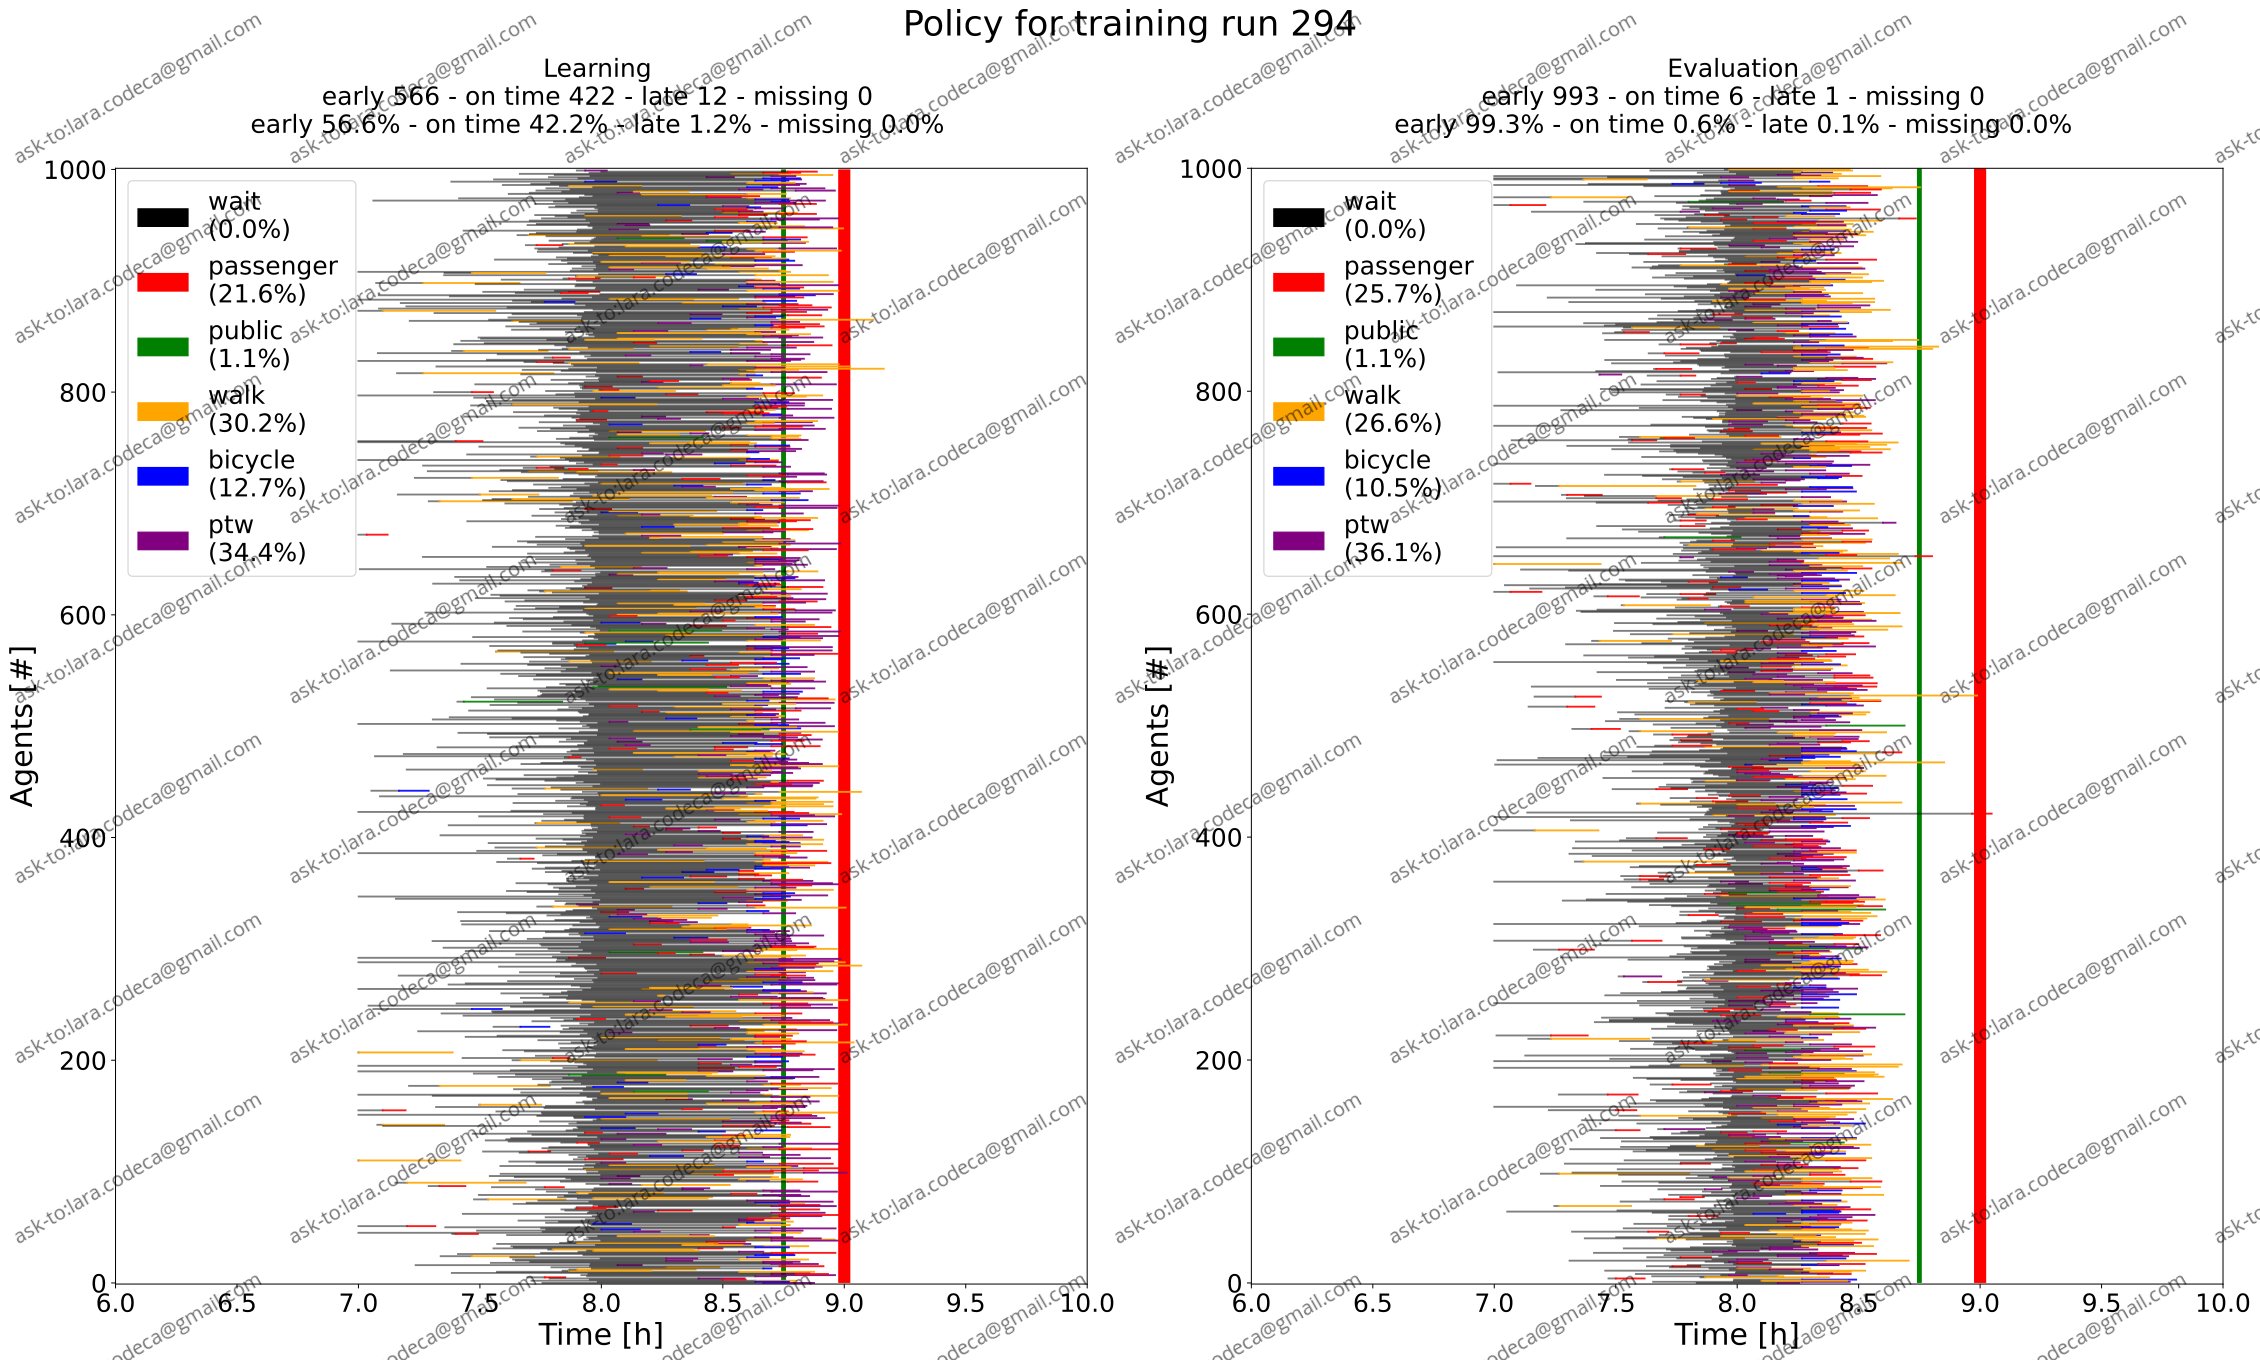 Policy for training run 294
Learning
early 566 - on time 422 - late 12 - missing 0
early 56.6% - on time 42.2% - late 1.2% - missing 0.0%
1000
800
600
400
200
0
Agents [#]
wait
(0.0%)
passenger
(21.6%)
public
(1.1%)
walk
(30.2%)
bicycle
(12.7%)
ptw
(34.4%)
6.0 6.5 7.0 7.5 8.0 8.5 9.0 9.5 10.0
Time [h]
Evaluation
early 993 - on time 6 - late 1 - missing 0
early 99.3% - on time 0.6% - late 0.1% - missing 0.0%
1000
800
600
400
200
0
Agents [#]
wait
(0.0%)
passenger
(25.7%)
public
(1.1%)
walk
(26.6%)
bicycle
(10.5%)
ptw
(36.1%)
6.0 6.5 7.0 7.5 8.0 8.5 9.0 9.5 10.0
Time [h]
ask-to:lara.codeca@gmail.com